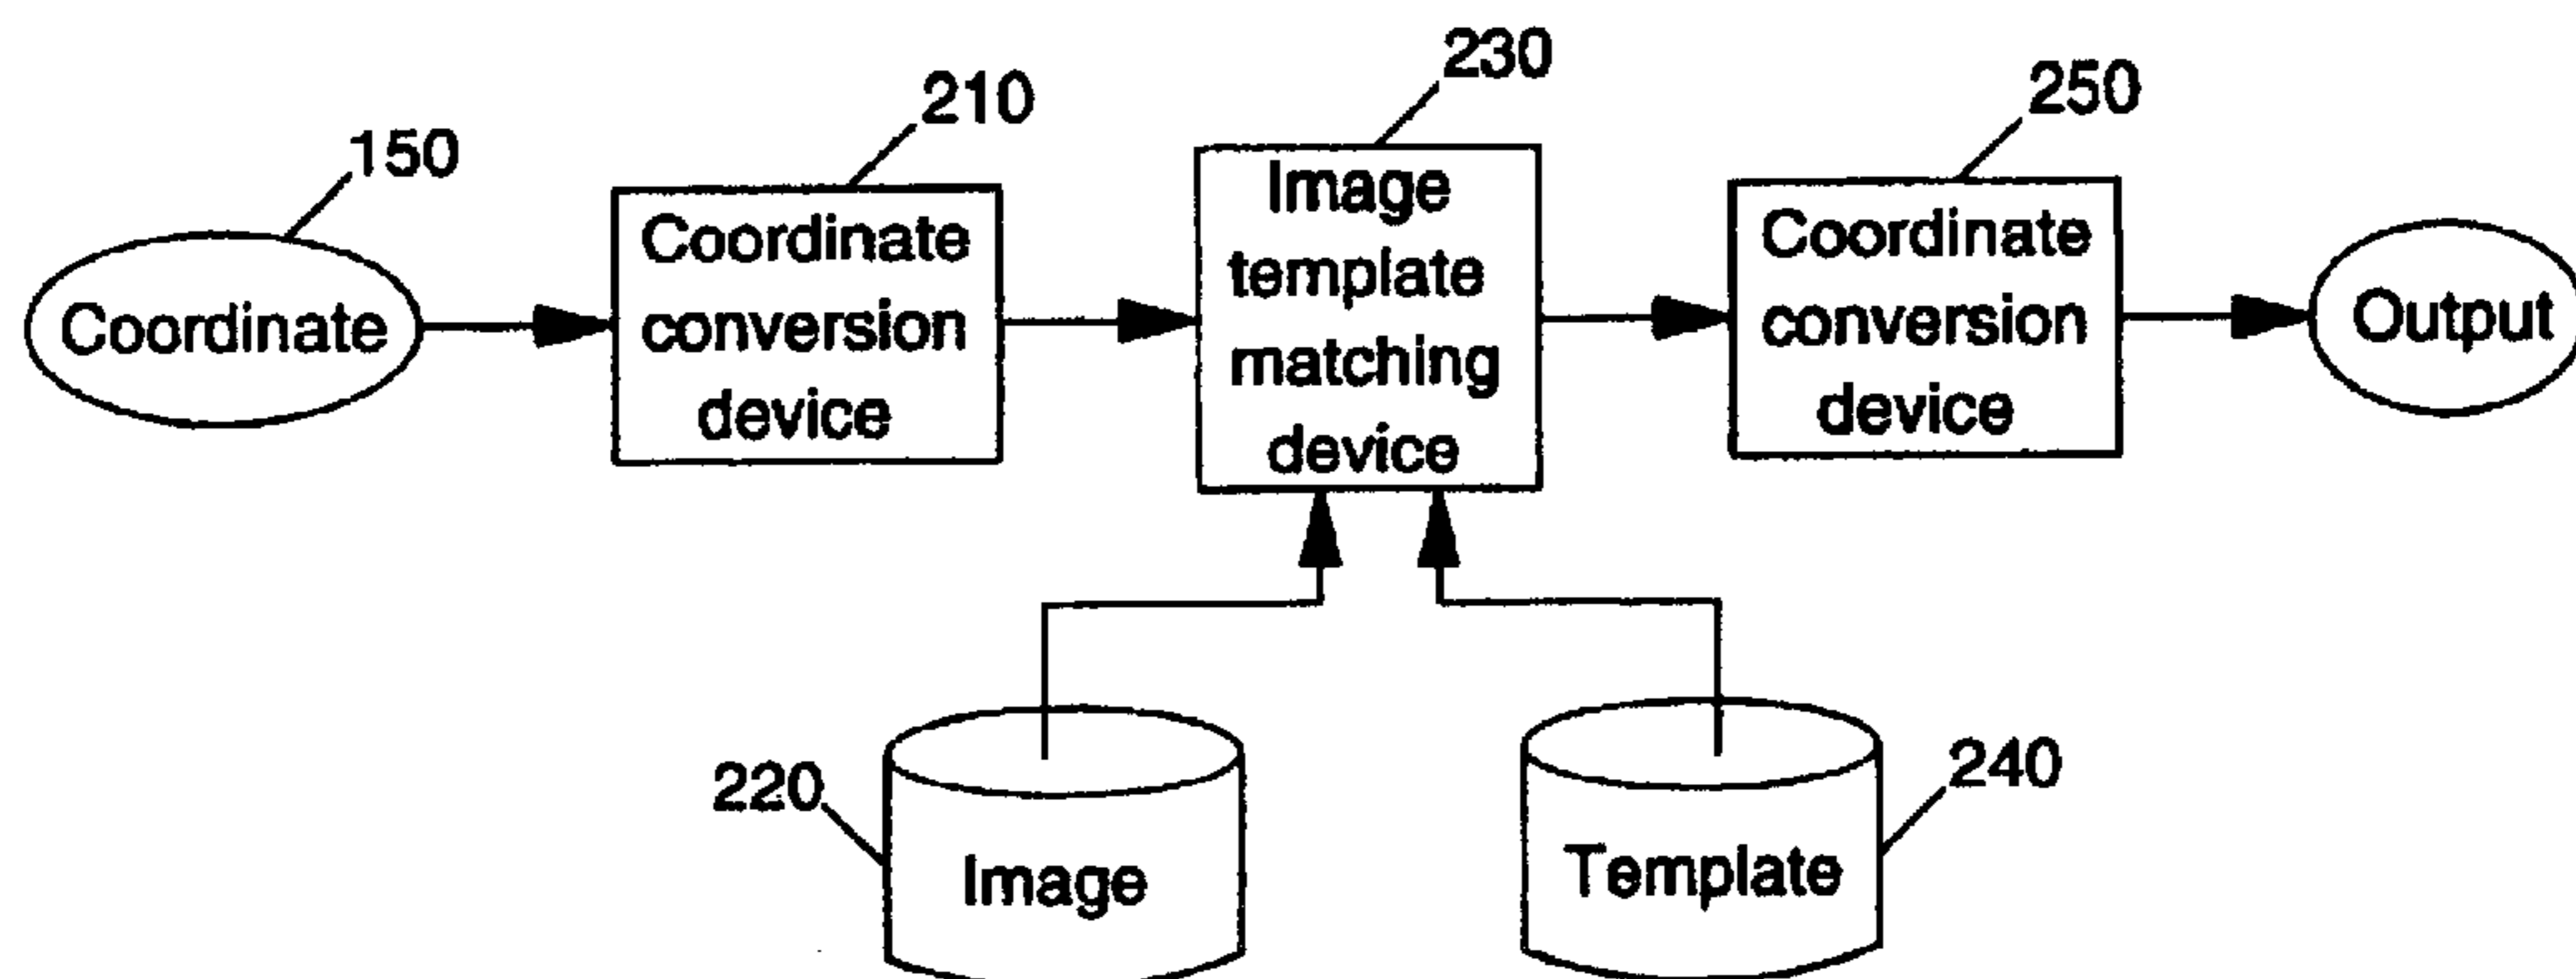 230
250
210
150
Image
template
matching
device
Coordinate
conversion
device
Coordinate
conversion
device
Coordinate
Output
220
240
Image
Template